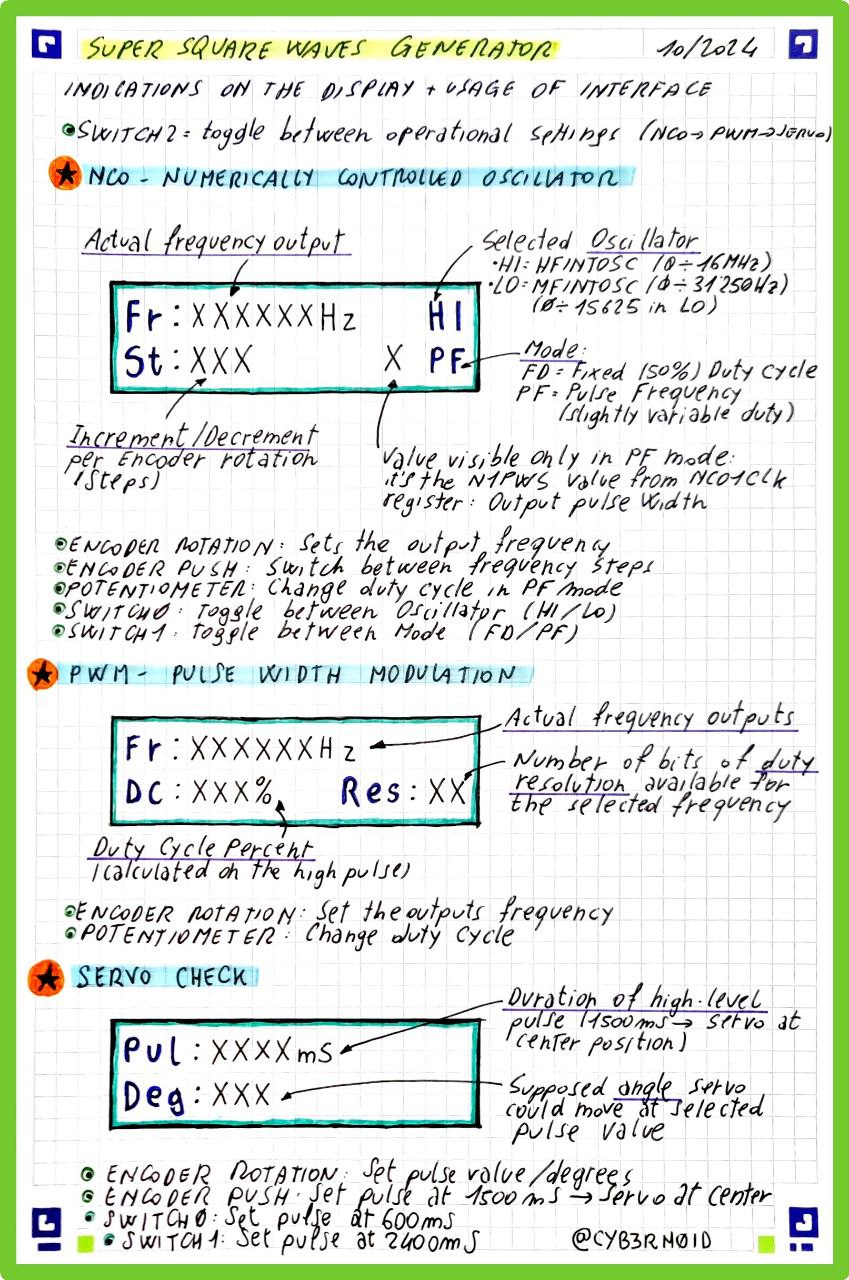 SUPER SQUARE WAVES GENERATOR 10/2024
INDICATIONS ON THE DISPLAY + USAGE OF INTERFACE
SWITCH2 = toggle between operational settings (NCO→PWM→SERVO)
★ NCO - NUMERICALLY CONTROLLED OSCILLATOR
Actual frequency output
Selected Oscillator
·HI: HFINTOSC (0÷16MHz)
·LO: MFINTOSC (0÷31250Hz)
(0÷15625 in LO)
Fr: XXXXXXHz HI
St: XXX X PF
Mode:
FD = Fixed (50%) Duty Cycle
PF = Pulse Frequency
(slightly variable duty)
Increment/Decrement
per Encoder rotation
(Steps)
Value visible only in PF mode:
it's the N1PWS value from NCO1CLK
register: Output pulse Width
ENCODER ROTATION: Sets the output frequency
ENCODER PUSH: Switch between frequency steps
POTENTIOMETER: Change duty cycle in PF mode
SWITCH0: Toggle between Oscillator (HI/LO)
SWITCH1: Toggle between Mode (FD/PF)
★ PWM - PULSE WIDTH MODULATION
Fr: XXXXXXHz
DC: XXX% Res: XX
Actual frequency outputs
Number of bits of duty
resolution available for
the selected frequency
Duty Cycle Percent
(calculated on the high pulse)
ENCODER ROTATION: Set the outputs frequency
POTENTIOMETER: Change duty cycle
★ SERVO CHECK
Pul: XXXXmS
Deg: XXX
Duration of high-level
pulse (1500mS → servo at
center position)
Supposed angle servo
could move at selected
pulse value
ENCODER ROTATION: Set pulse value/degrees
ENCODER PUSH: Set pulse at 1500mS → Servo at center
SWITCH0: Set pulse at 600mS
SWITCH1: Set pulse at 2400mS
@CYB3RN0ID